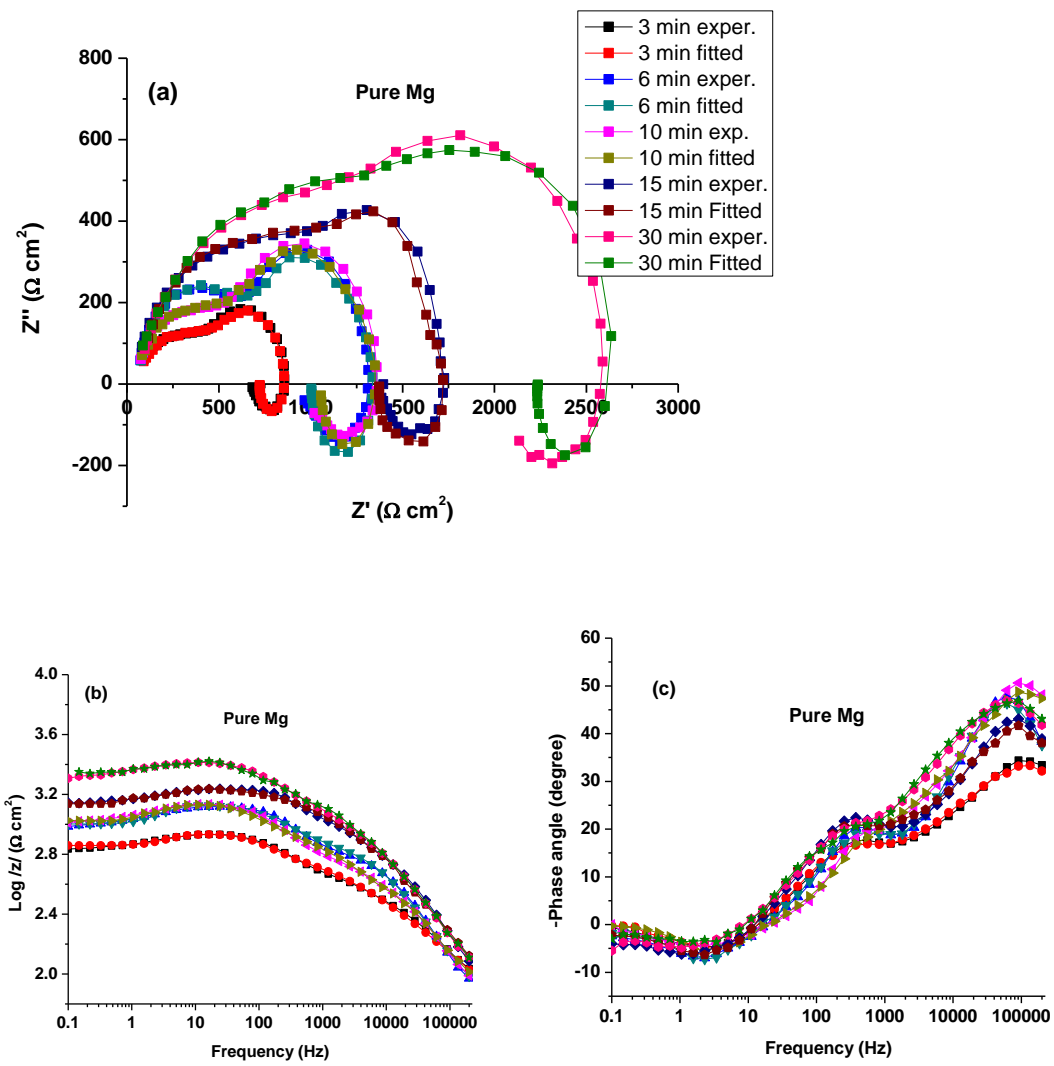 3 min exper.
3 min fitted
6 min exper.
6 min fitted
10 min exp.
10 min fitted
15 min exper.
15 min Fitted
30 min exper.
30 min Fitted
(a)
Pure Mg
800
600
400
200
0
-200
0 500 1000 1500 2000 2500 3000
Z'' (Ω cm²)
Z' (Ω cm²)
(b)
Pure Mg
4.0
3.6
3.2
2.8
2.4
2.0
0.1 1 10 100 1000 10000 100000
Log /z/ (Ω cm²)
Frequency (Hz)
(c)
Pure Mg
60
50
40
30
20
10
0
-10
0.1 1 10 100 1000 10000 100000
-Phase angle (degree)
Frequency (Hz)